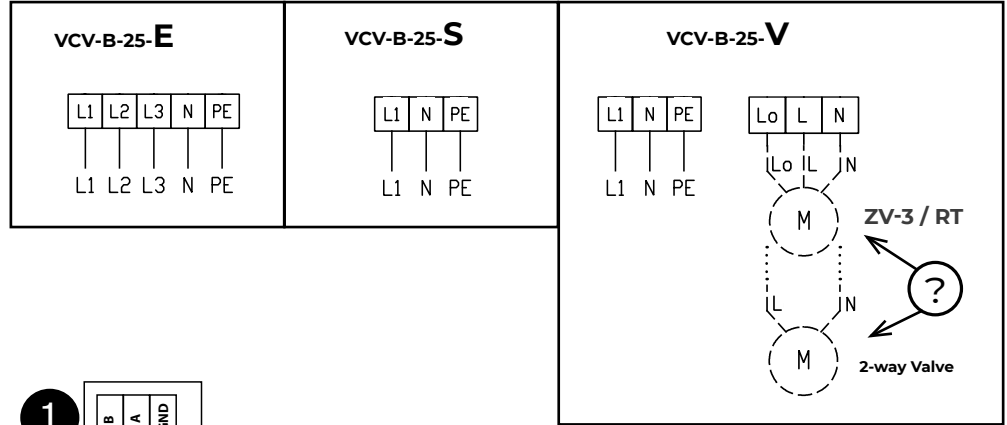 VCV-B-25-E
L1 L2 L3 N PE
L1 L2 L3 N PE
VCV-B-25-S
L1 N PE
L1 N PE
VCV-B-25-V
L1 N PE
L1 N PE
Lo L N
Lo L N
M
ZV-3 / RT
?
L N
M
2-way Valve
1
B
A
GND